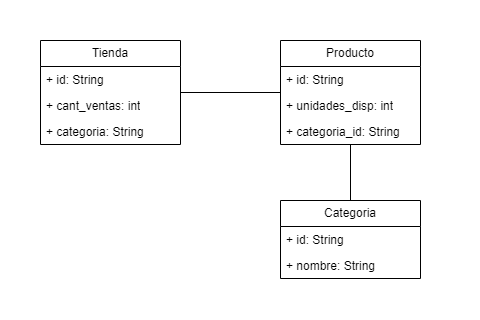 Tienda
+ id: String
+ cant_ventas: int
+ categoria: String
Producto
+ id: String
+ unidades_disp: int
+ categoria_id: String
Categoria
+ id: String
+ nombre: String